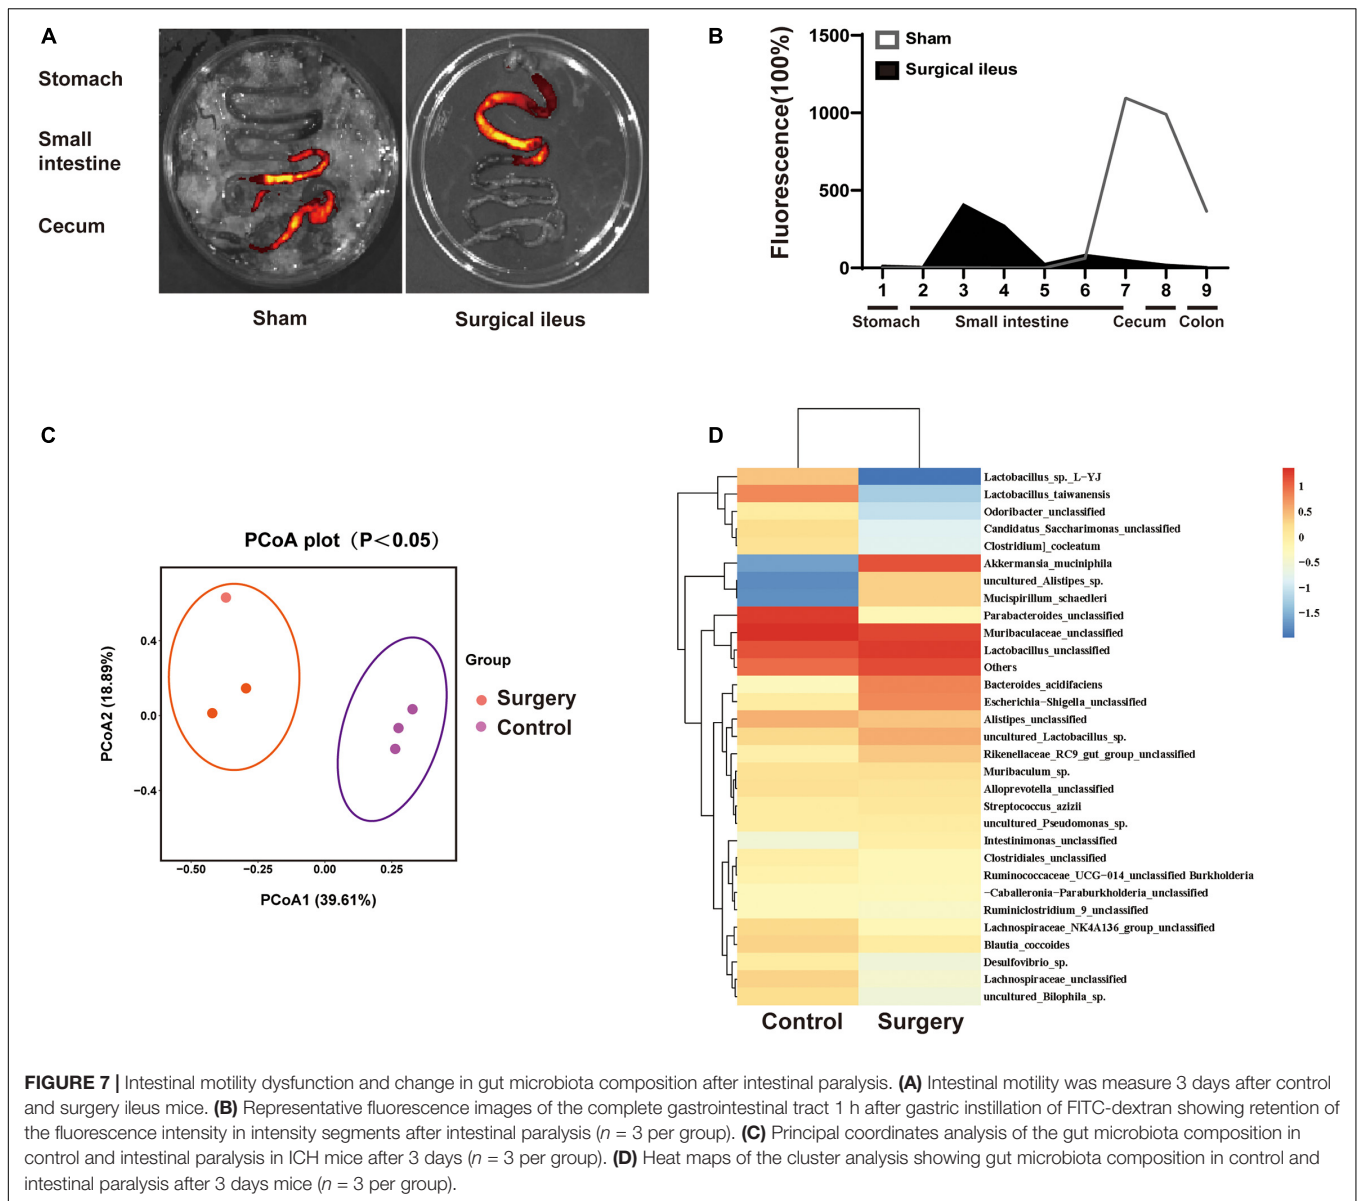 A
Stomach
Small
intestine
Cecum
Sham
Surgical ileus
B
Fluorescence(100%)
1500
1000
500
0
Sham
Surgical ileus
1 2 3 4 5 6 7 8 9
Stomach Small intestine Cecum Colon
C
PCoA plot（P＜0.05）
PCoA2 (18.89%)
0.4
0.0
−0.4
−0.50 −0.25 0.00 0.25
PCoA1 (39.61%)
Group
Surgery
Control
D
Lactobacillus_sp._L−YJ
Lactobacillus_taiwanensis
Odoribacter_unclassified
Candidatus_Saccharimonas_unclassified
Clostridium]_cocleatum
Akkermansia_muciniphila
uncultured_Alistipes_sp.
Mucispirillum_schaedleri
Parabacteroides_unclassified
Muribaculaceae_unclassified
Lactobacillus_unclassified
Others
Bacteroides_acidifaciens
Escherichia−Shigella_unclassified
Alistipes_unclassified
uncultured_Lactobacillus_sp.
Rikenellaceae_RC9_gut_group_unclassified
Muribaculum_sp.
Alloprevotella_unclassified
Streptococcus_azizii
uncultured_Pseudomonas_sp.
Intestinimonas_unclassified
Clostridiales_unclassified
Ruminococcaceae_UCG−014_unclassified Burkholderia
−Caballeronia−Paraburkholderia_unclassified
Ruminiclostridium_9_unclassified
Lachnospiraceae_NK4A136_group_unclassified
Blautia_coccoides
Desulfovibrio_sp.
Lachnospiraceae_unclassified
uncultured_Bilophila_sp.
Control Surgery
1
0.5
0
−0.5
−1
−1.5
FIGURE 7 | Intestinal motility dysfunction and change in gut microbiota composition after intestinal paralysis. (A) Intestinal motility was measure 3 days after control
and surgery ileus mice. (B) Representative fluorescence images of the complete gastrointestinal tract 1 h after gastric instillation of FITC-dextran showing retention of
the fluorescence intensity in intensity segments after intestinal paralysis (n = 3 per group). (C) Principal coordinates analysis of the gut microbiota composition in
control and intestinal paralysis in ICH mice after 3 days (n = 3 per group). (D) Heat maps of the cluster analysis showing gut microbiota composition in control and
intestinal paralysis after 3 days mice (n = 3 per group).